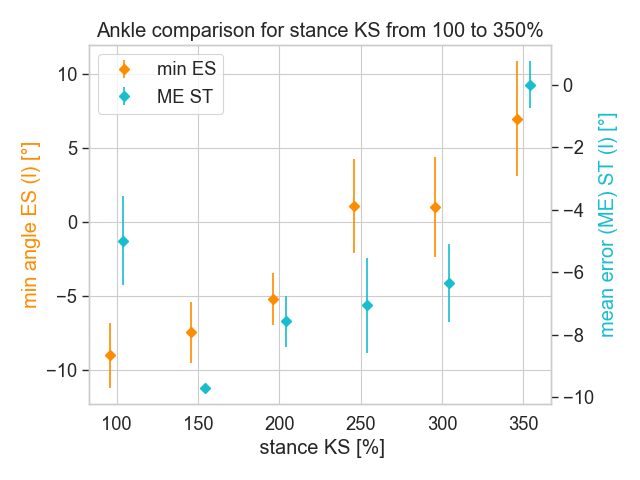 Ankle comparison for stance KS from 100 to 350%
min ES
ME ST
10
5
0
−5
−10
min angle ES (l) [°]
0
−2
−4
−6
−8
−10
mean error (ME) ST (l) [°]
100 150 200 250 300 350
stance KS [%]